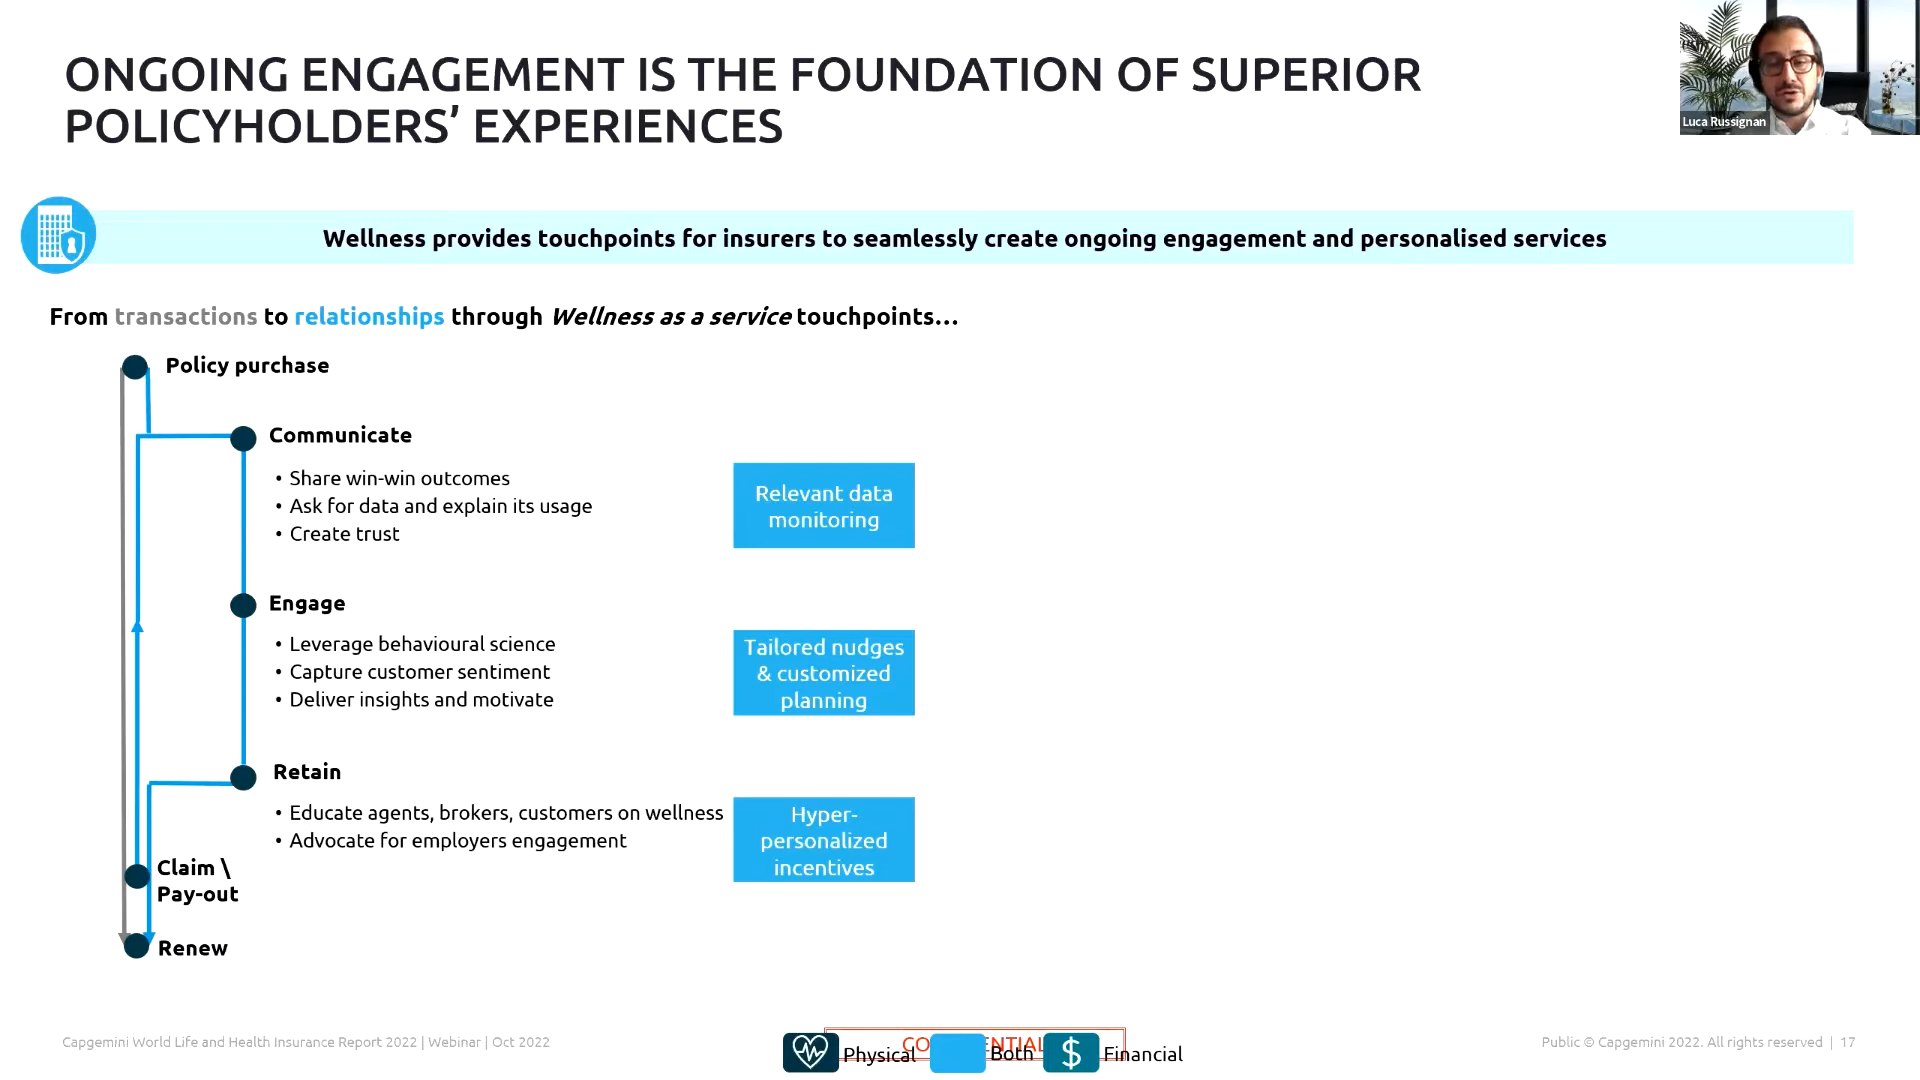 ONGOING ENGAGEMENT IS THE FOUNDATION OF SUPERIOR
POLICYHOLDERS’ EXPERIENCES
Luca Russignan
Wellness provides touchpoints for insurers to seamlessly create ongoing engagement and personalised services
From transactions to relationships through Wellness as a service touchpoints…
Policy purchase
Communicate
• Share win-win outcomes
• Ask for data and explain its usage
• Create trust
Relevant data
monitoring
Engage
• Leverage behavioural science
• Capture customer sentiment
• Deliver insights and motivate
Tailored nudges
& customized
planning
Retain
• Educate agents, brokers, customers on wellness
• Advocate for employers engagement
Hyper-
personalized
incentives
Claim \
Pay-out
Renew
Capgemini World Life and Health Insurance Report 2022 | Webinar | Oct 2022
Physical
Both
$
Financial
Public © Capgemini 2022. All rights reserved | 17